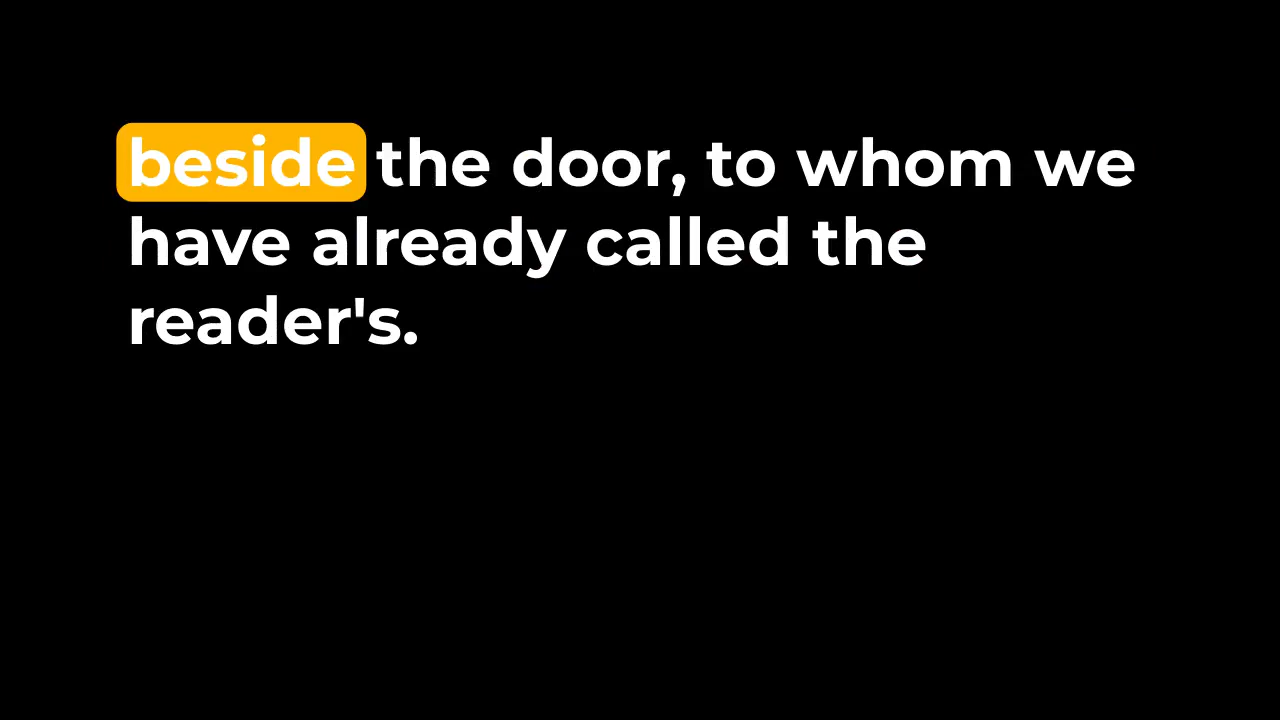 beside the door, to whom we
have already called the
reader's.